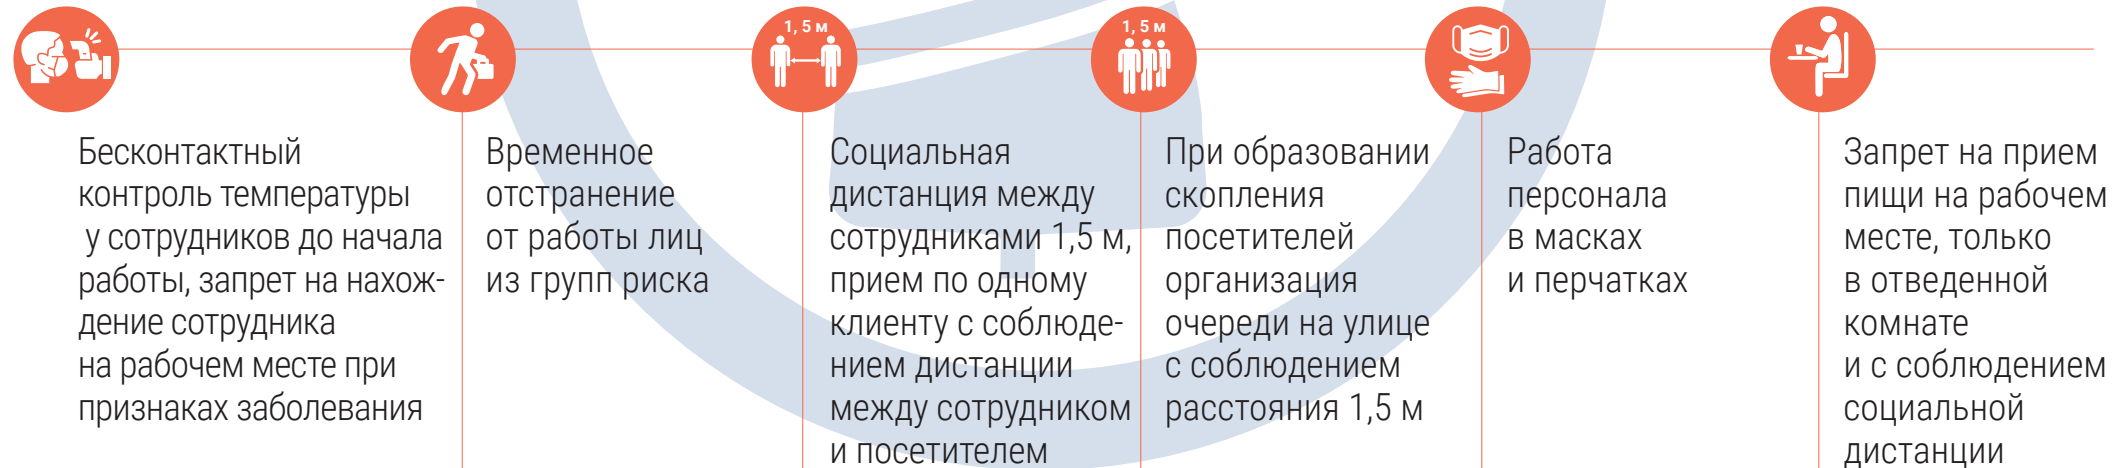 1, 5 м
1, 5 м
Бесконтактный
контроль температуры
у сотрудников до начала
работы, запрет на нахож-
дение сотрудника
на рабочем месте при
признаках заболевания
Временное
отстранение
от работы лиц
из групп риска
Социальная
дистанция между
сотрудниками 1,5 м,
прием по одному
клиенту с соблюде-
нием дистанции
между сотрудником
и посетителем
При образовании
скопления
посетителей
организация
очереди на улице
с соблюдением
расстояния 1,5 м
Работа
персонала
в масках
и перчатках
Запрет на прием
пищи на рабочем
месте, только
в отведенной
комнате
и с соблюдением
социальной
дистанции